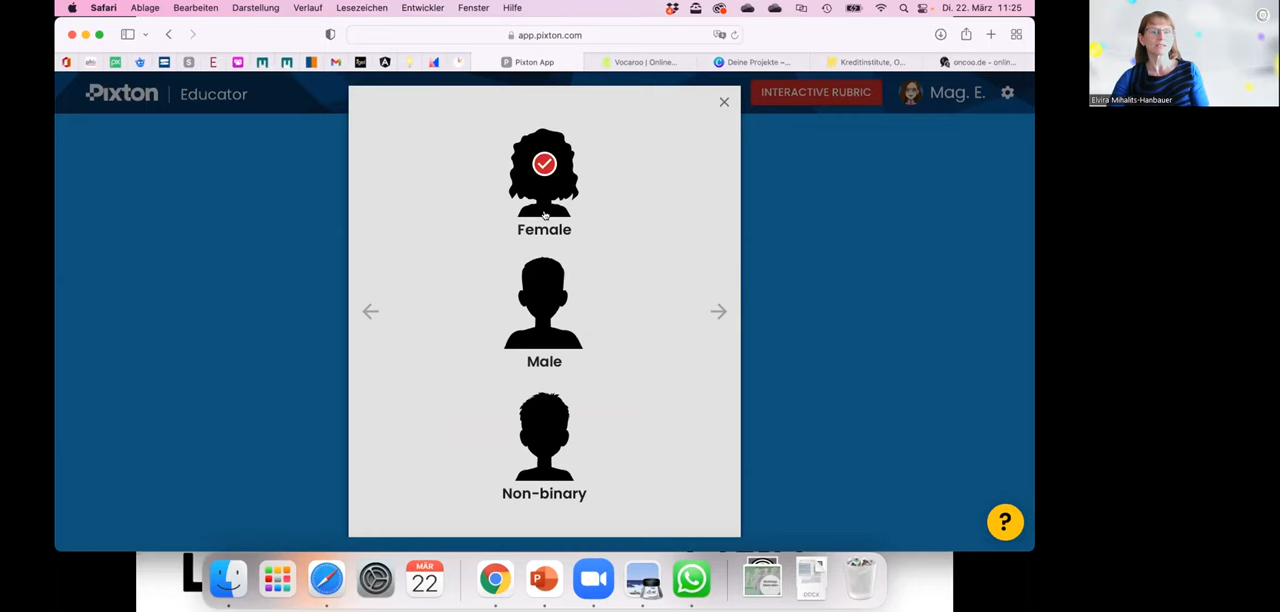 Safari Ablage Bearbeiten Darstellung Verlauf Lesezeichen Entwickler Fenster Hilfe Di. 22. März 11:25
app.pixton.com
Pixton App Vocaroo | Online... Deine Projekte –... Kreditinstitute, O... oncoo.de - onlin...
Pixton Educator INTERACTIVE RUBRIC Mag. E.
Female
Male
Non-binary
?
MÄR
22
DOCX
Elvira Mihalits-Hanbauer